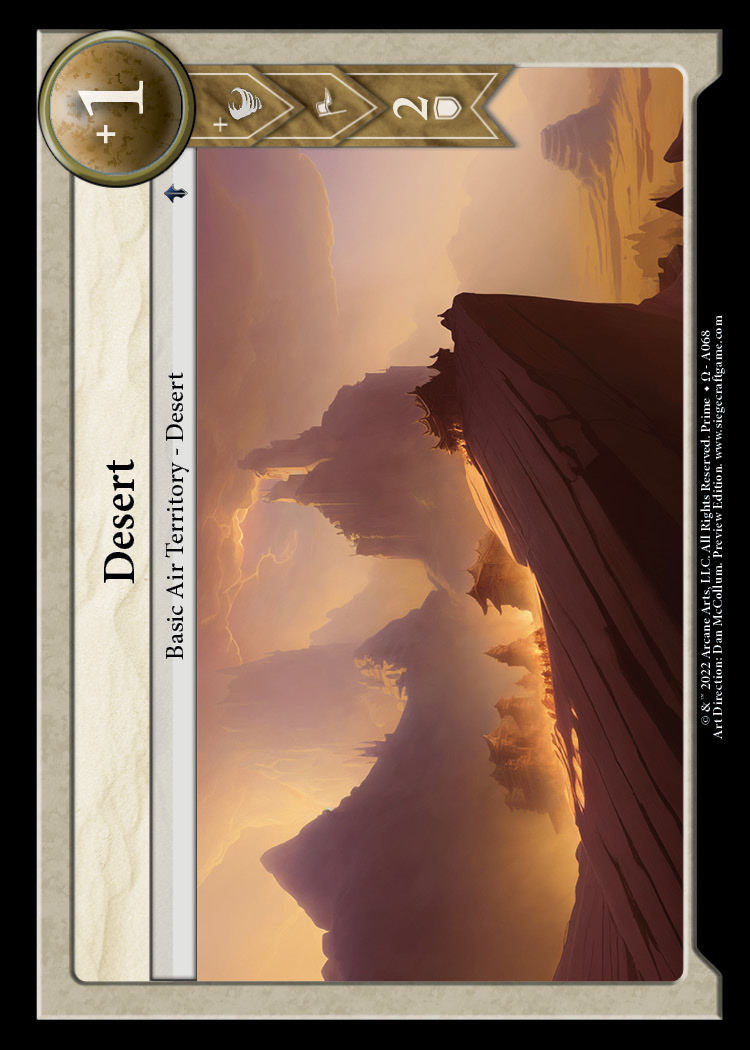 +1
+
2
Desert
Basic Air Territory - Desert
© & ™ 2022 Arcane Arts, LLC. All Rights Reserved. Prime ♦ Ω - A068
Art Direction: Dan McCollum. Preview Edition. www.siegecraftgame.com